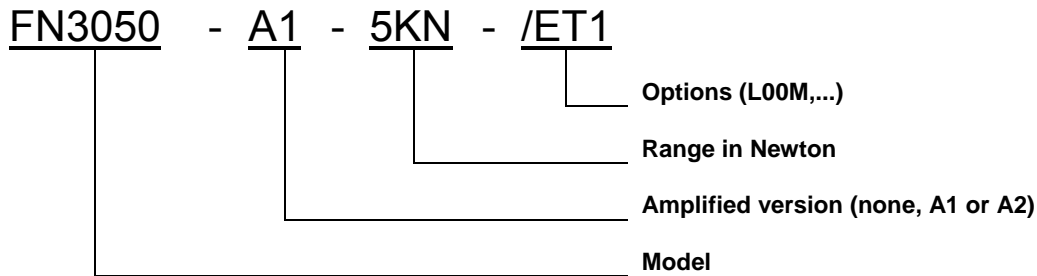 FN3050 - A1 - 5KN - /ET1
Options (L00M,...)
Range in Newton
Amplified version (none, A1 or A2)
Model